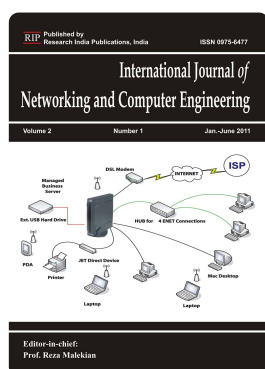 RIP
Published by
Research India Publications, India
ISSN 0975-6477
International Journal of
Networking and Computer Engineering
Volume 2
Number 1
Jan.-June 2011
DSL Modem
INTERNET
ISP
Managed
Business
Server
Ext. USB Hard Drive
HUB for
4 ENET Connections
PDA
Printer
JET Direct Device
Laptop
Laptop
Mac Desktop
Editor-in-chief:
Prof. Reza Malekian